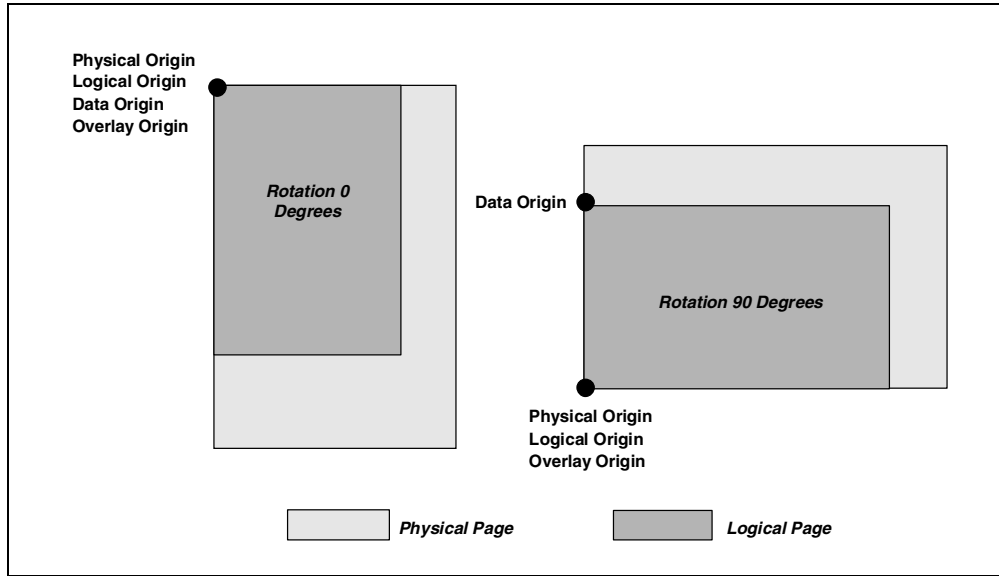 Physical Origin
Logical Origin
Data Origin
Overlay Origin
Rotation 0
Degrees
Data Origin
Rotation 90 Degrees
Physical Origin
Logical Origin
Overlay Origin
Physical Page
Logical Page